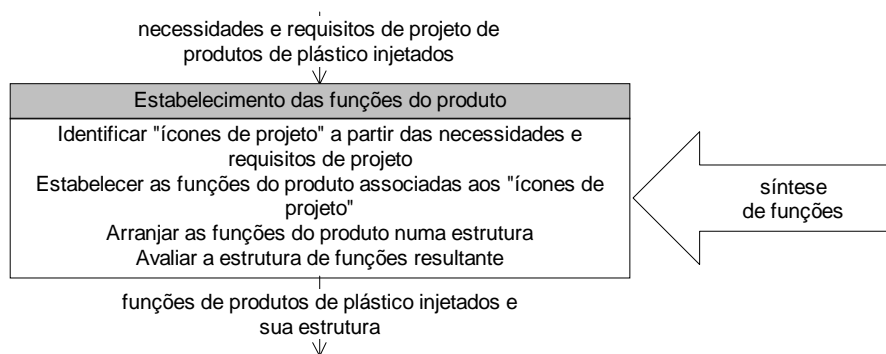 necessidades e requisitos de projeto de
produtos de plástico injetados
Estabelecimento das funções do produto
Identificar "ícones de projeto" a partir das necessidades e
requisitos de projeto
Estabelecer as funções do produto associadas aos "ícones de
projeto"
Arranjar as funções do produto numa estrutura
Avaliar a estrutura de funções resultante
síntese
de funções
funções de produtos de plástico injetados e
sua estrutura